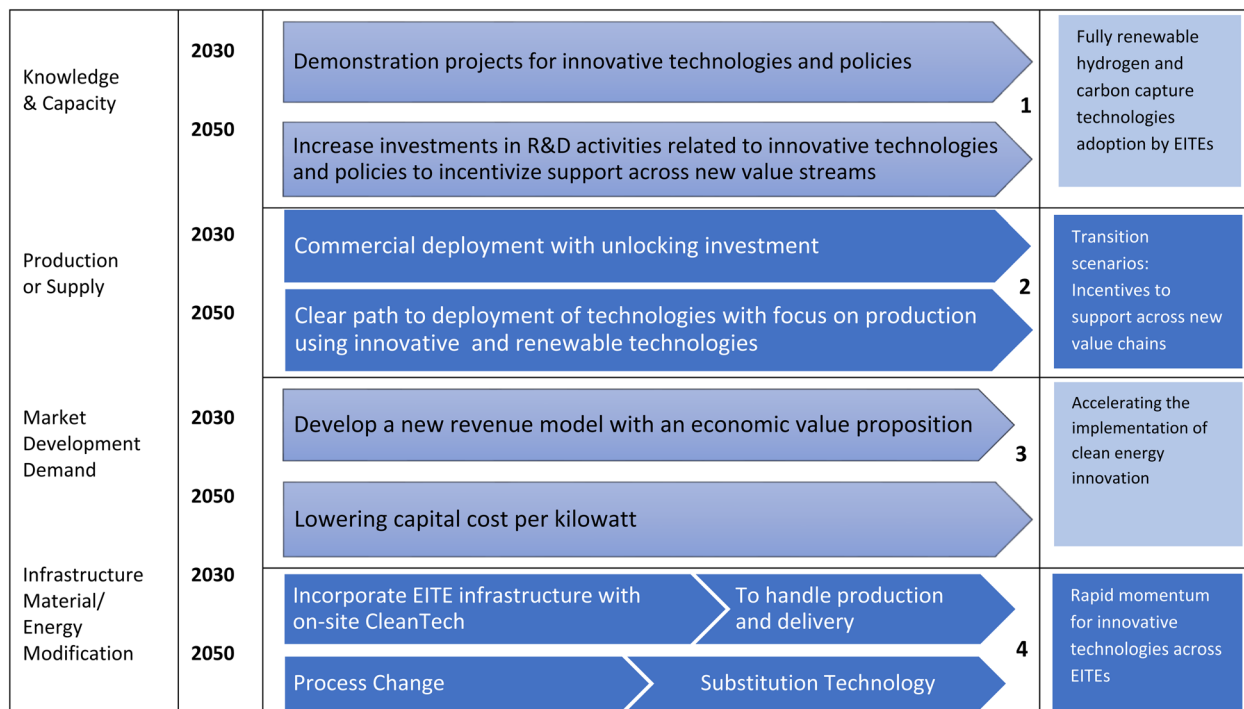 Knowledge
& Capacity
2030
Demonstration projects for innovative technologies and policies
2050
Increase investments in R&D activities related to innovative technologies
and policies to incentivize support across new value streams
1
Fully renewable
hydrogen and
carbon capture
technologies
adoption by EITEs
Production
or Supply
2030
Commercial deployment with unlocking investment
2050
Clear path to deployment of technologies with focus on production
using innovative and renewable technologies
2
Transition
scenarios:
Incentives to
support across new
value chains
Market
Development
Demand
2030
Develop a new revenue model with an economic value proposition
2050
Lowering capital cost per kilowatt
3
Accelerating the
implementation of
clean energy
innovation
Infrastructure
Material/
Energy
Modification
2030
Incorporate EITE infrastructure with
on-site CleanTech
To handle production
and delivery
2050
Process Change
Substitution Technology
4
Rapid momentum
for innovative
technologies across
EITEs